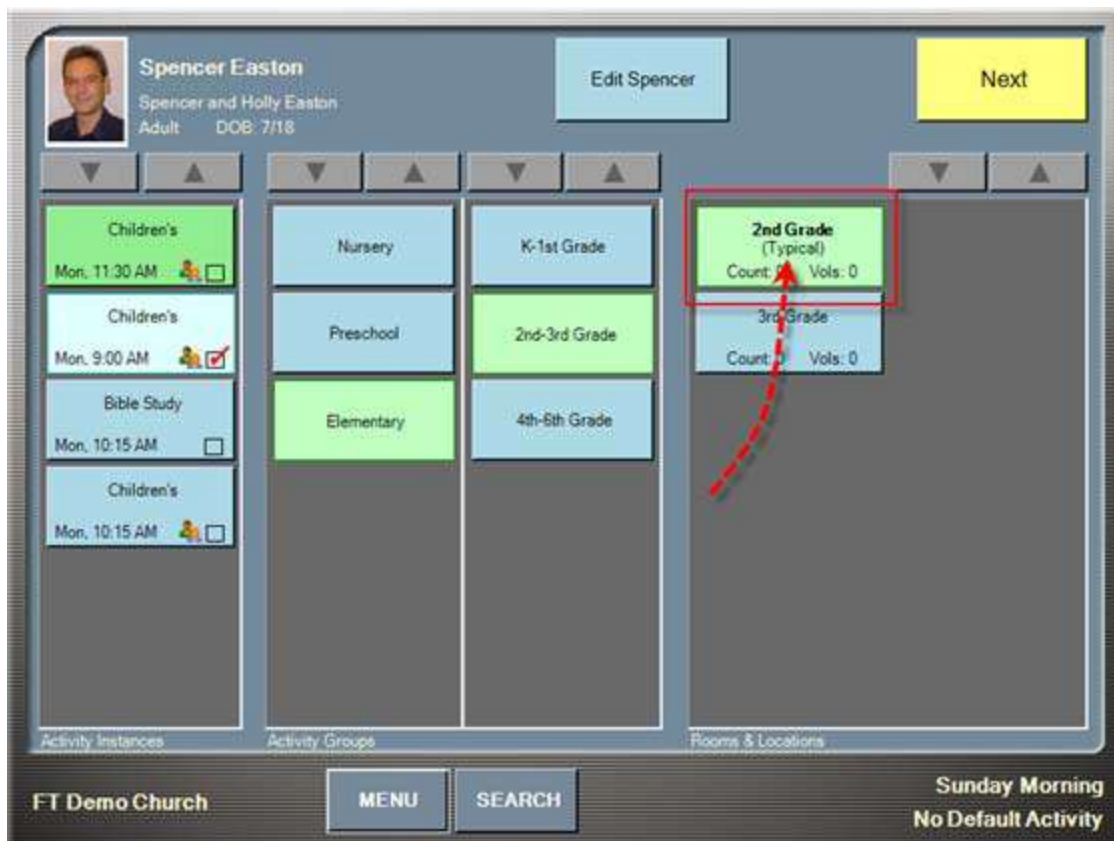 Spencer Easton
Spencer and Holly Easton
Adult DOB: 7/18
Edit Spencer
Next
Children's
Mon, 11:30 AM
Children's
Mon, 9:00 AM
Bible Study
Mon, 10:15 AM
Children's
Mon, 10:15 AM
Nursery
Preschool
Elementary
K-1st Grade
2nd-3rd Grade
4th-6th Grade
2nd Grade
(Typical)
Count: Vols: 0
3rd Grade
Count: Vols: 0
Activity Instances
Activity Groups
Rooms & Locations
FT Demo Church
MENU
SEARCH
Sunday Morning
No Default Activity